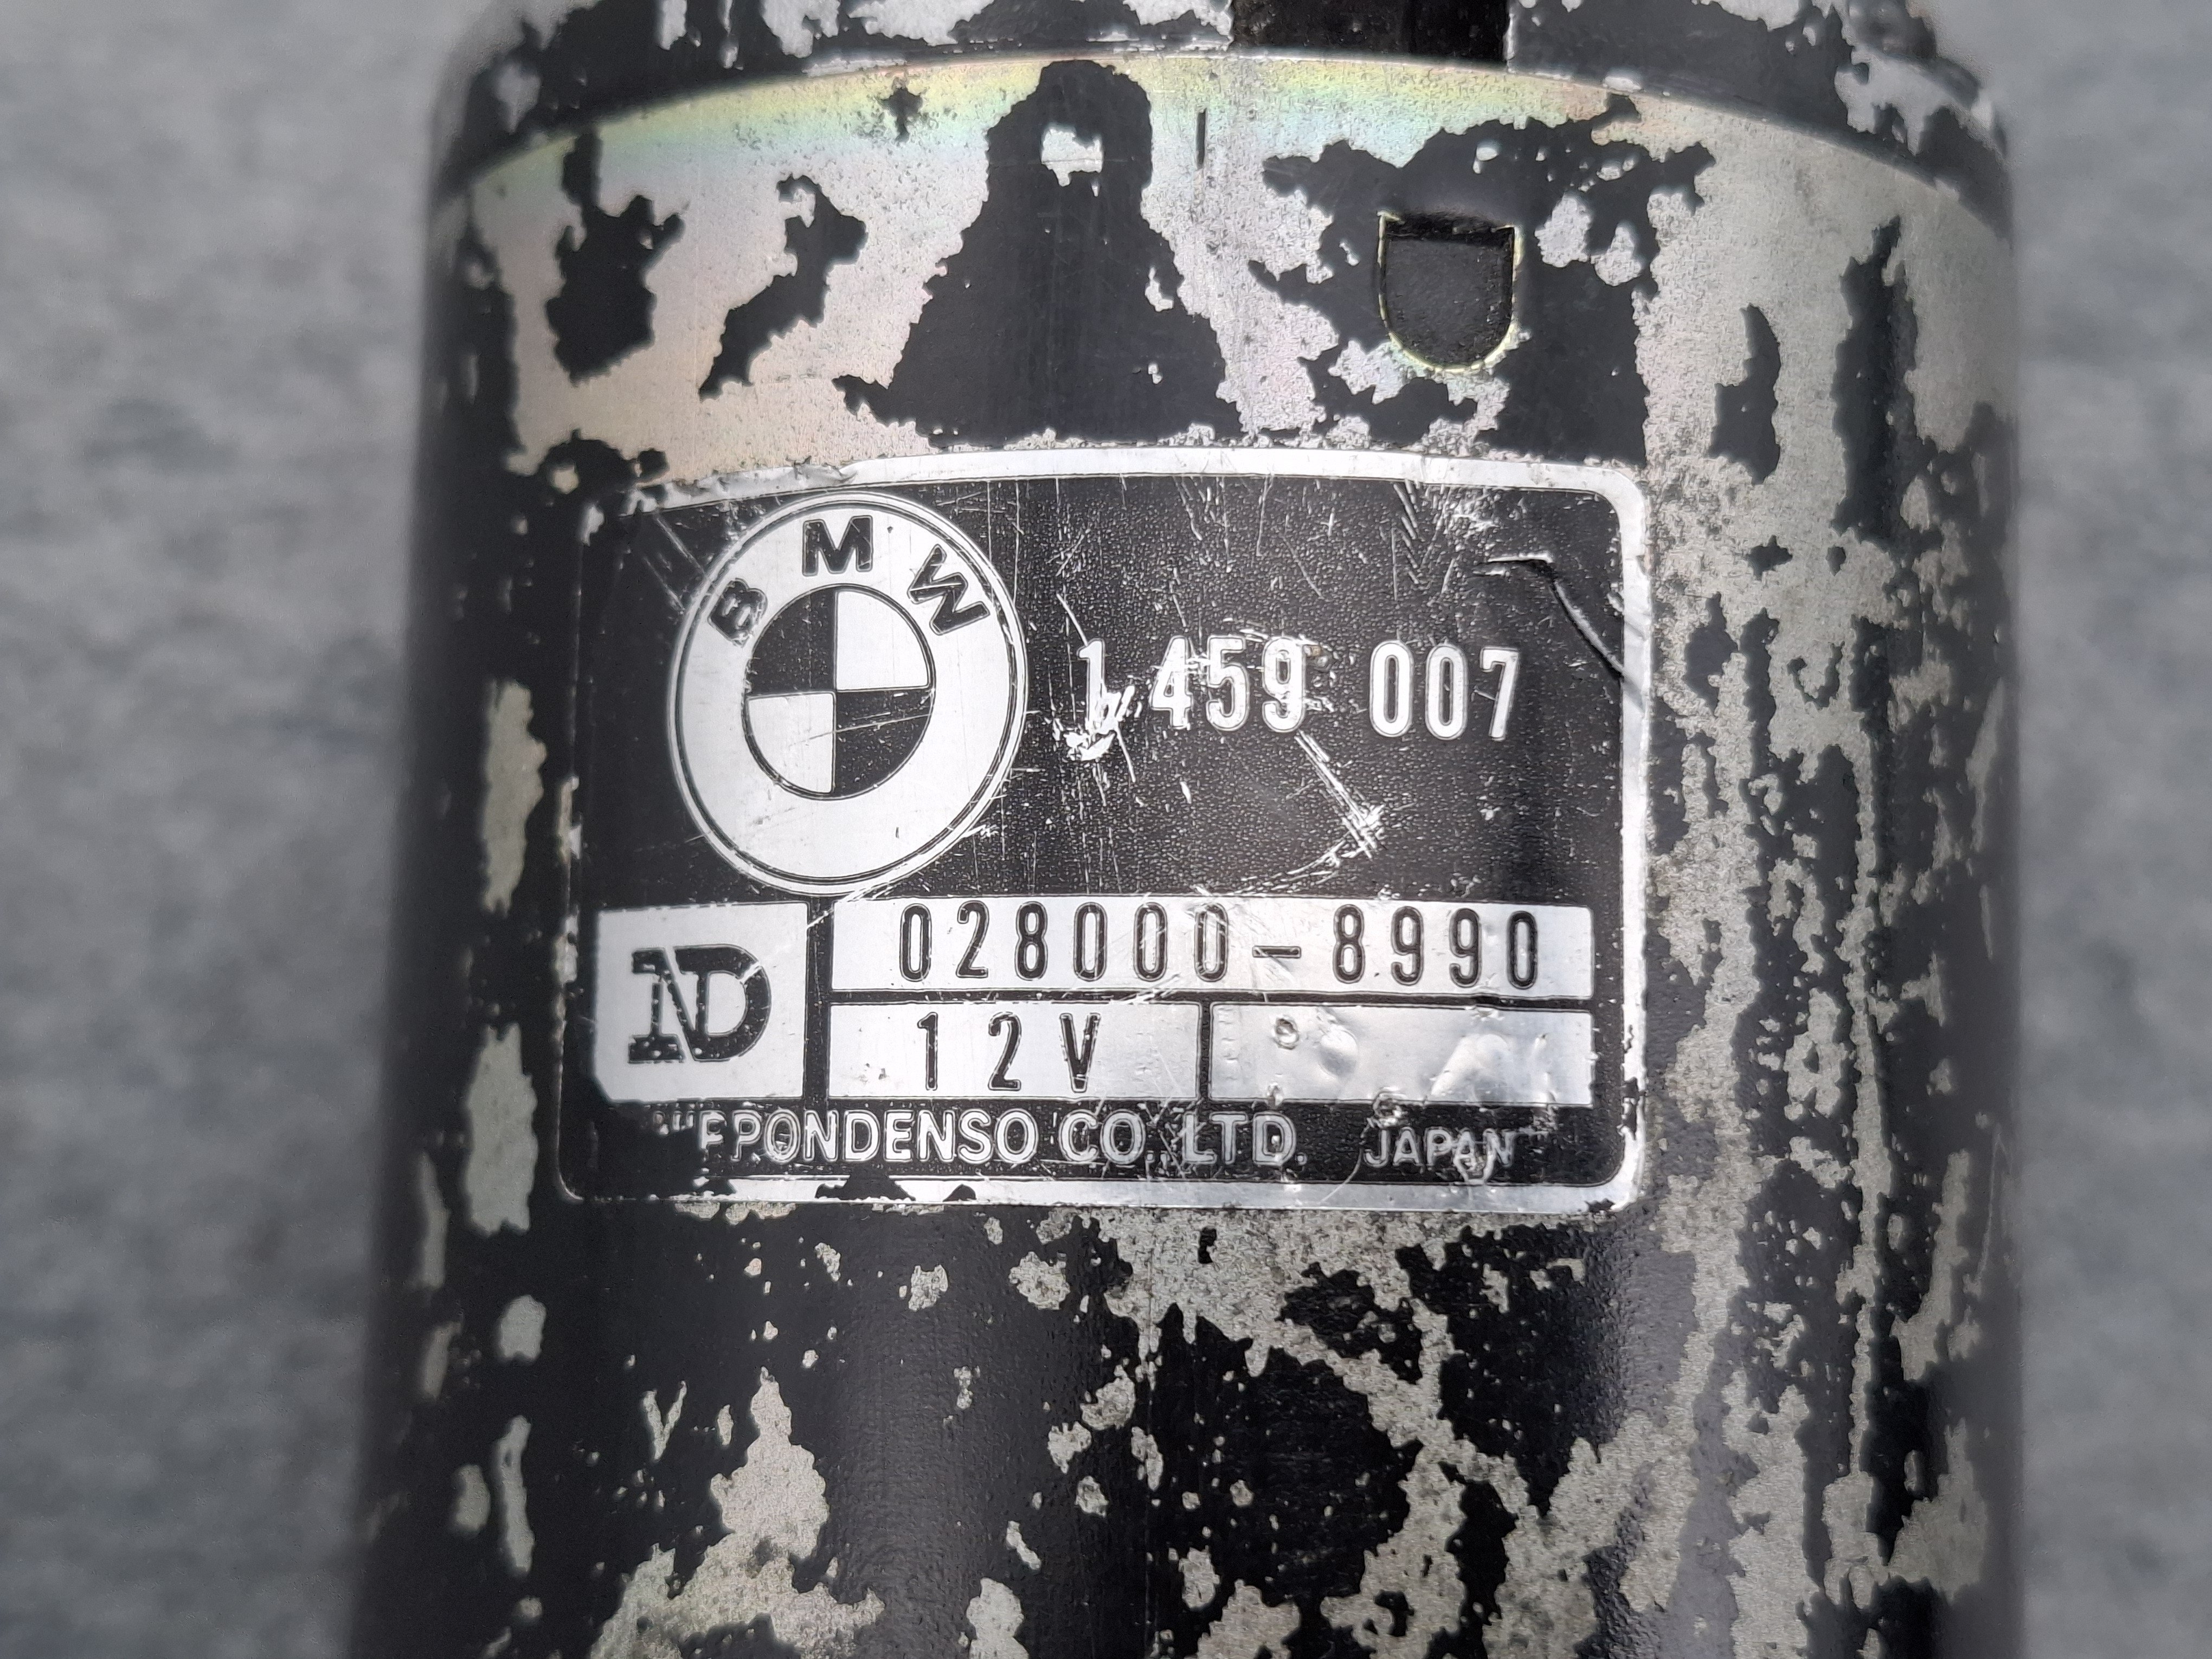 BMW
1 459 007
028000-8990
ND
12V
PONDENSO CO. LTD. JAPAN